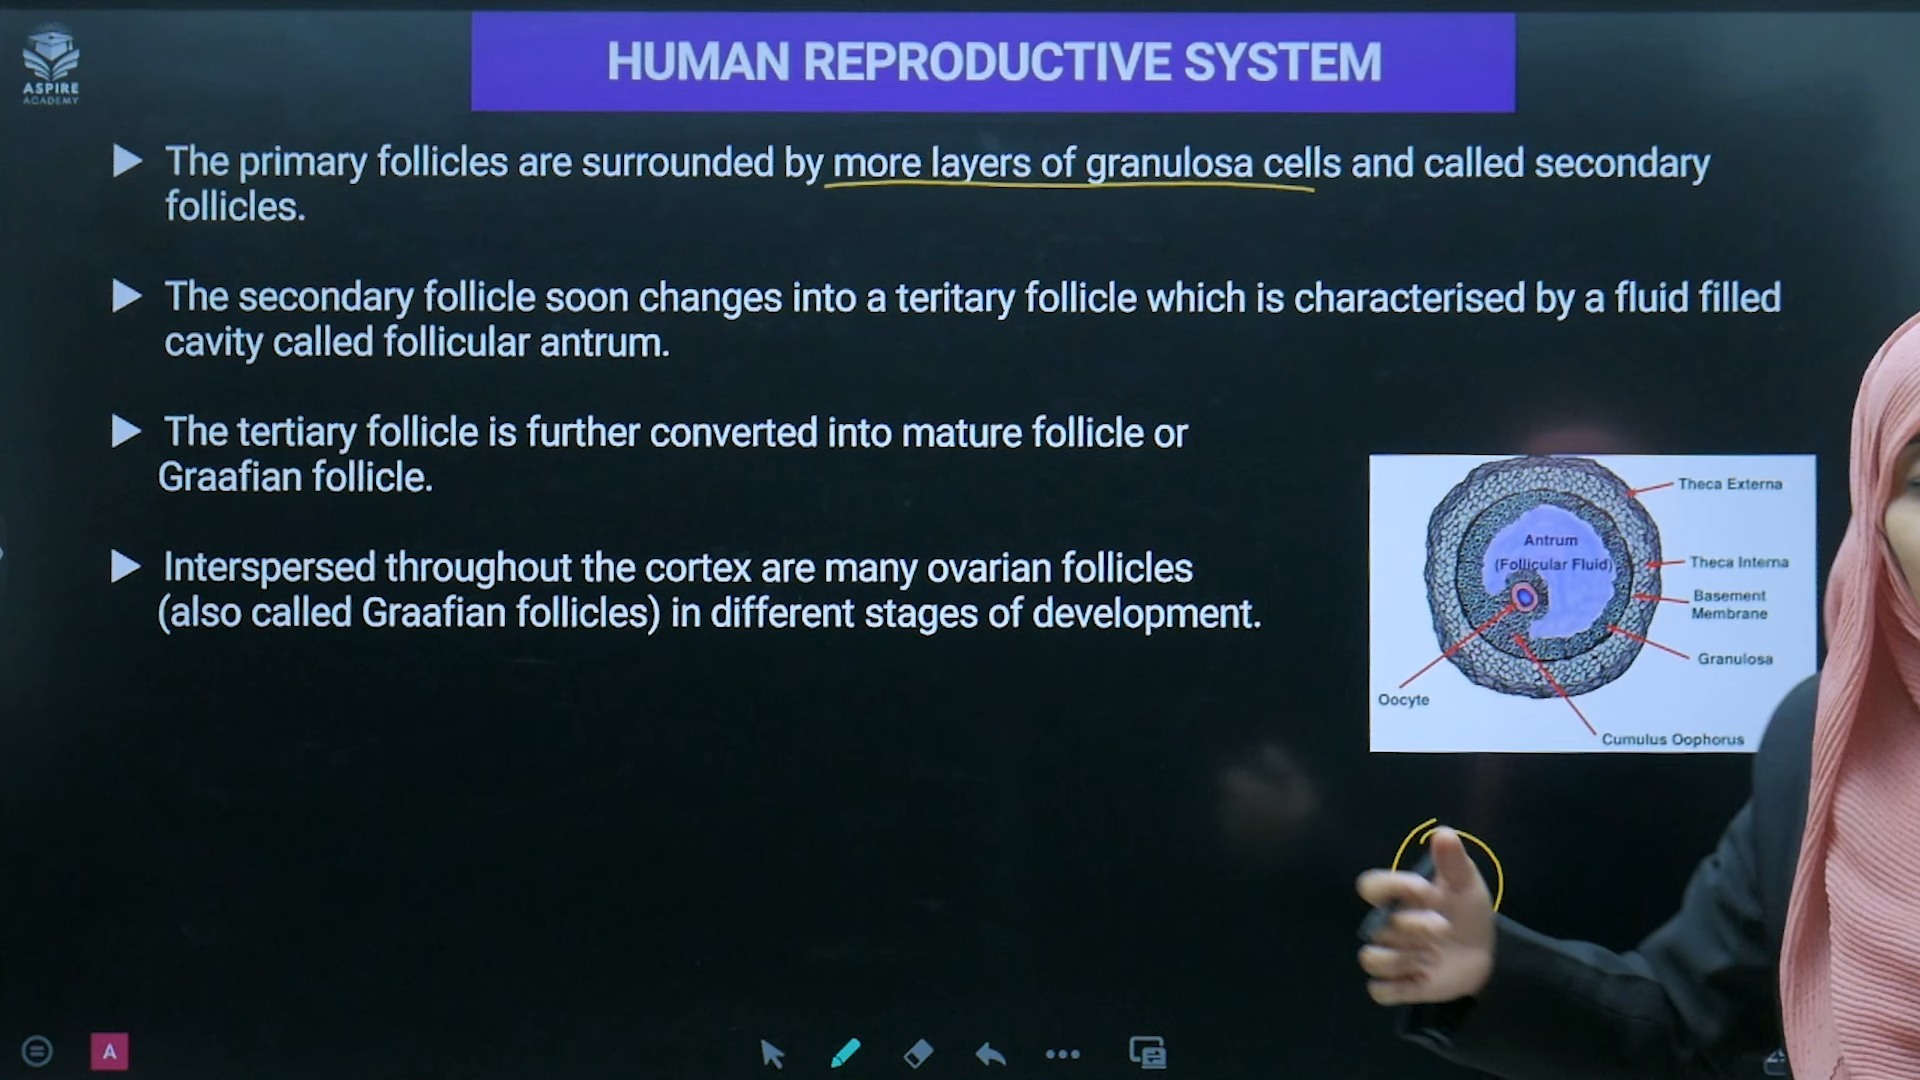 ASPIRE
ACADEMY
HUMAN REPRODUCTIVE SYSTEM
The primary follicles are surrounded by more layers of granulosa cells and called secondary
follicles.
The secondary follicle soon changes into a teritary follicle which is characterised by a fluid filled
cavity called follicular antrum.
The tertiary follicle is further converted into mature follicle or
Graafian follicle.
Interspersed throughout the cortex are many ovarian follicles
(also called Graafian follicles) in different stages of development.
Theca Externa
Antrum
(Follicular Fluid)
Theca Interna
Basement
Membrane
Granulosa
Oocyte
Cumulus Oophorus
A